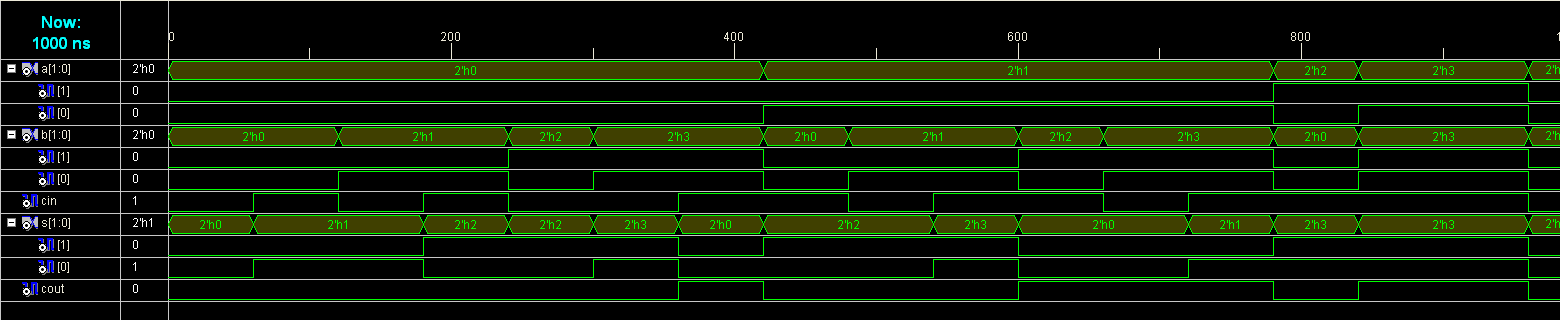 Now:
1000 ns
0 200 400 600 800 1
a[1:0] 2'h0 2'h0 2'h1 2'h2 2'h3 2'h
[1] 0
[0] 0
b[1:0] 2'h0 2'h0 2'h1 2'h2 2'h3 2'h0 2'h1 2'h2 2'h3 2'h0 2'h3 2'h
[1] 0
[0] 0
cin 1
s[1:0] 2'h1 2'h0 2'h1 2'h2 2'h2 2'h3 2'h0 2'h2 2'h3 2'h0 2'h1 2'h3 2'h3 2'h
[1] 0
[0] 1
cout 0